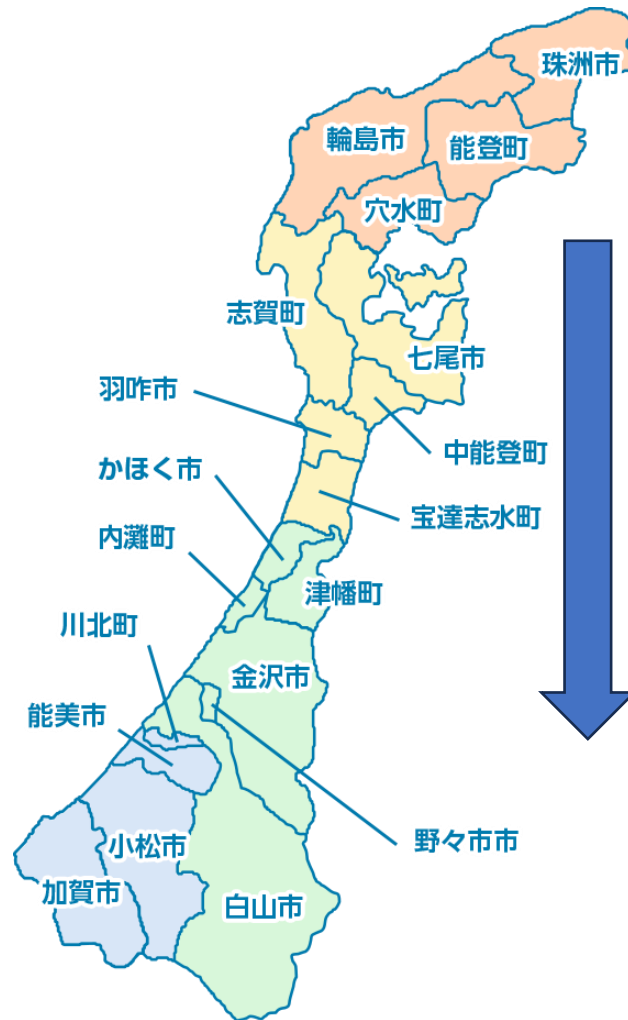 珠洲市
輪島市
能登町
穴水町
志賀町
七尾市
羽咋市
中能登町
かほく市
宝達志水町
内灘町
津幡町
川北町
金沢市
能美市
野々市市
小松市
加賀市
白山市